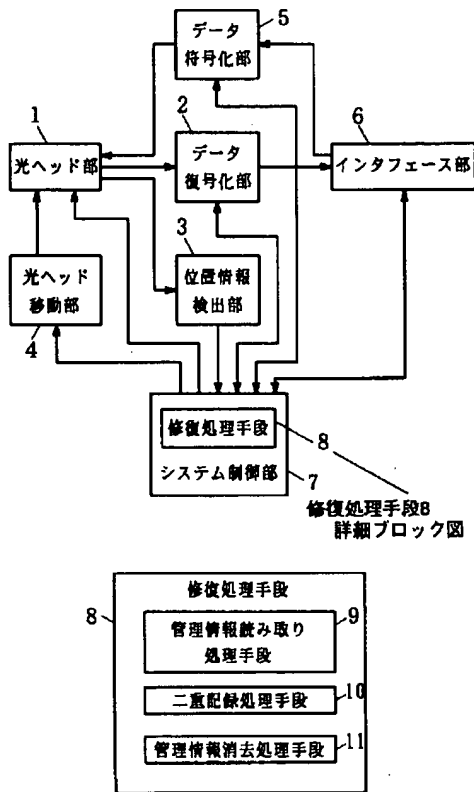 5
データ
符号化部
1
2
6
光ヘッド部
データ
復号化部
インタフェース部
3
光ヘッド
移動部
位置情報
検出部
4
修復処理手段
8
システム制御部
7
修復処理手段8
詳細ブロック図
修復処理手段
8
管理情報読み取り
処理手段
9
二重記録処理手段
10
管理情報消去処理手段
11